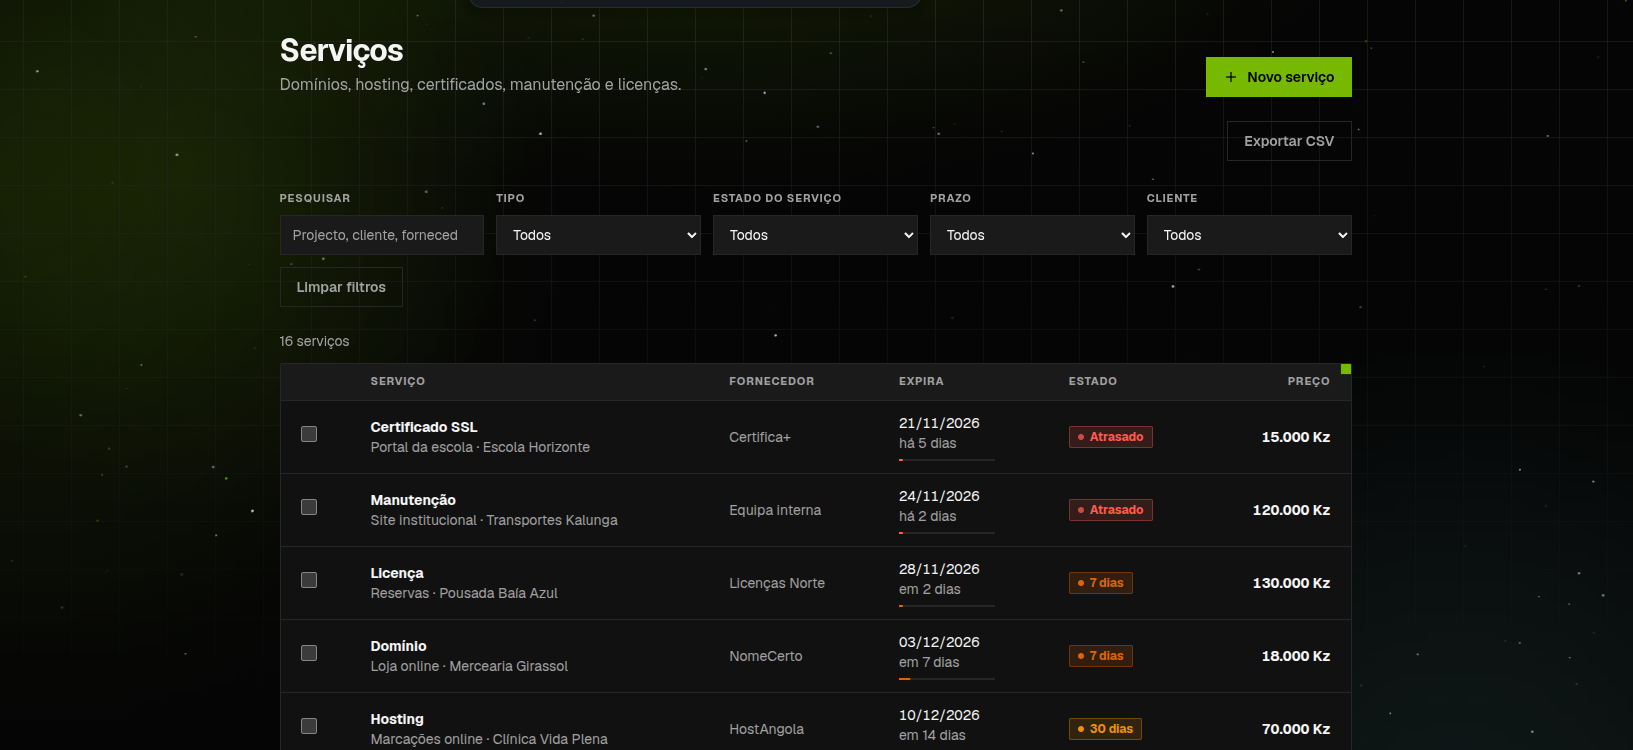 Serviços
Domínios, hosting, certificados, manutenção e licenças.
+ Novo serviço
Exportar CSV
PESQUISAR TIPO ESTADO DO SERVIÇO PRAZO CLIENTE
Projecto, cliente, forneced Todos Todos Todos Todos
Limpar filtros
16 serviços
SERVIÇO FORNECEDOR EXPIRA ESTADO PREÇO
Certificado SSL
Portal da escola · Escola Horizonte
Certifica+
21/11/2026
há 5 dias
Atrasado
15.000 Kz
Manutenção
Site institucional · Transportes Kalunga
Equipa interna
24/11/2026
há 2 dias
Atrasado
120.000 Kz
Licença
Reservas · Pousada Baía Azul
Licenças Norte
28/11/2026
em 2 dias
7 dias
130.000 Kz
Domínio
Loja online · Mercearia Girassol
NomeCerto
03/12/2026
em 7 dias
7 dias
18.000 Kz
Hosting
Marcações online · Clínica Vida Plena
HostAngola
10/12/2026
em 14 dias
30 dias
70.000 Kz